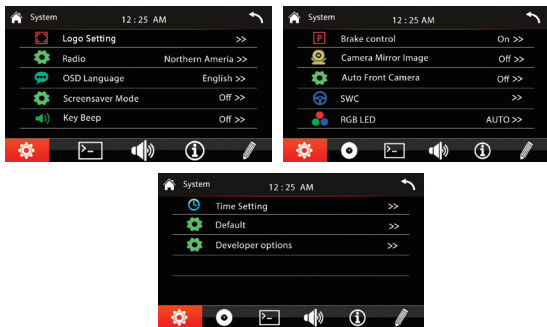 System 12 : 25 AM
Logo Setting >>
Radio Northern Ameria >>
OSD Language English >>
Screensaver Mode Off >>
Key Beep Off >>
System 12 : 25 AM
P Brake control On >>
Camera Mirror Image Off >>
Auto Front Camera Off >>
SWC >>
RGB LED AUTO >>
System 12 : 25 AM
Time Setting >>
Default >>
Developer options >>